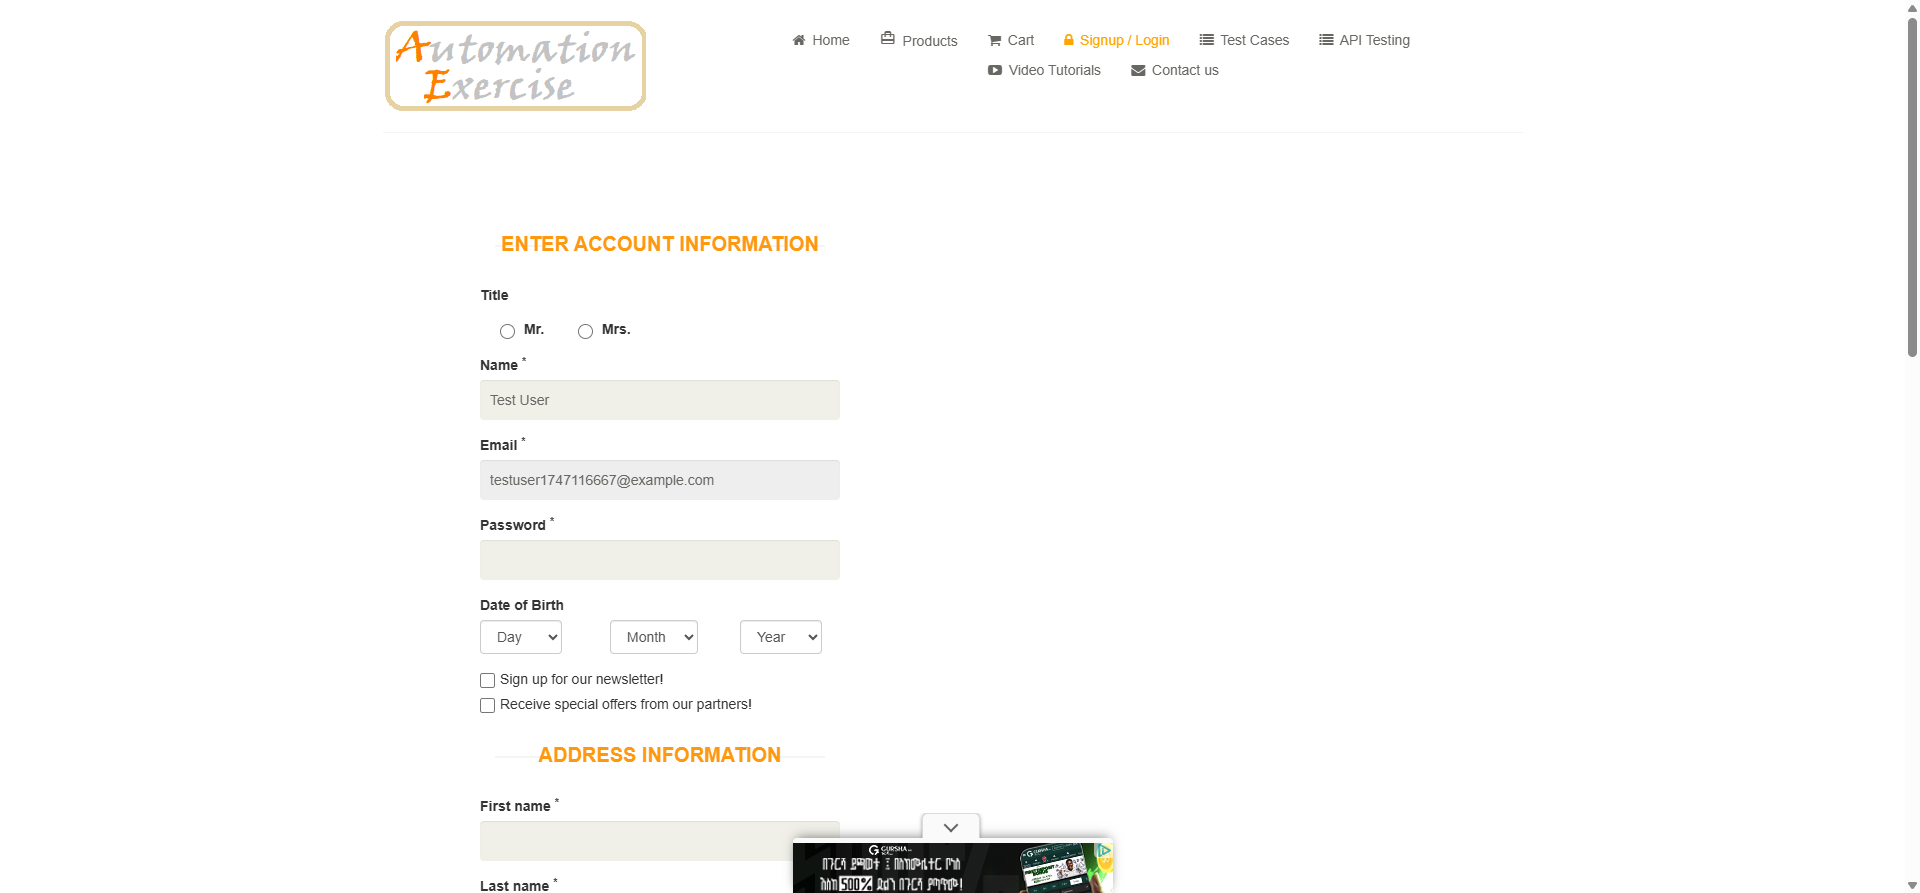 Automation
Exercise
Home
Products
Cart
Signup / Login
Test Cases
API Testing
Video Tutorials
Contact us
ENTER ACCOUNT INFORMATION
Title
Mr.
Mrs.
Name *
Test User
Email *
testuser1747116667@example.com
Password *
Date of Birth
Day
Month
Year
Sign up for our newsletter!
Receive special offers from our partners!
ADDRESS INFORMATION
First name *
Last name *
GURSHA
500%